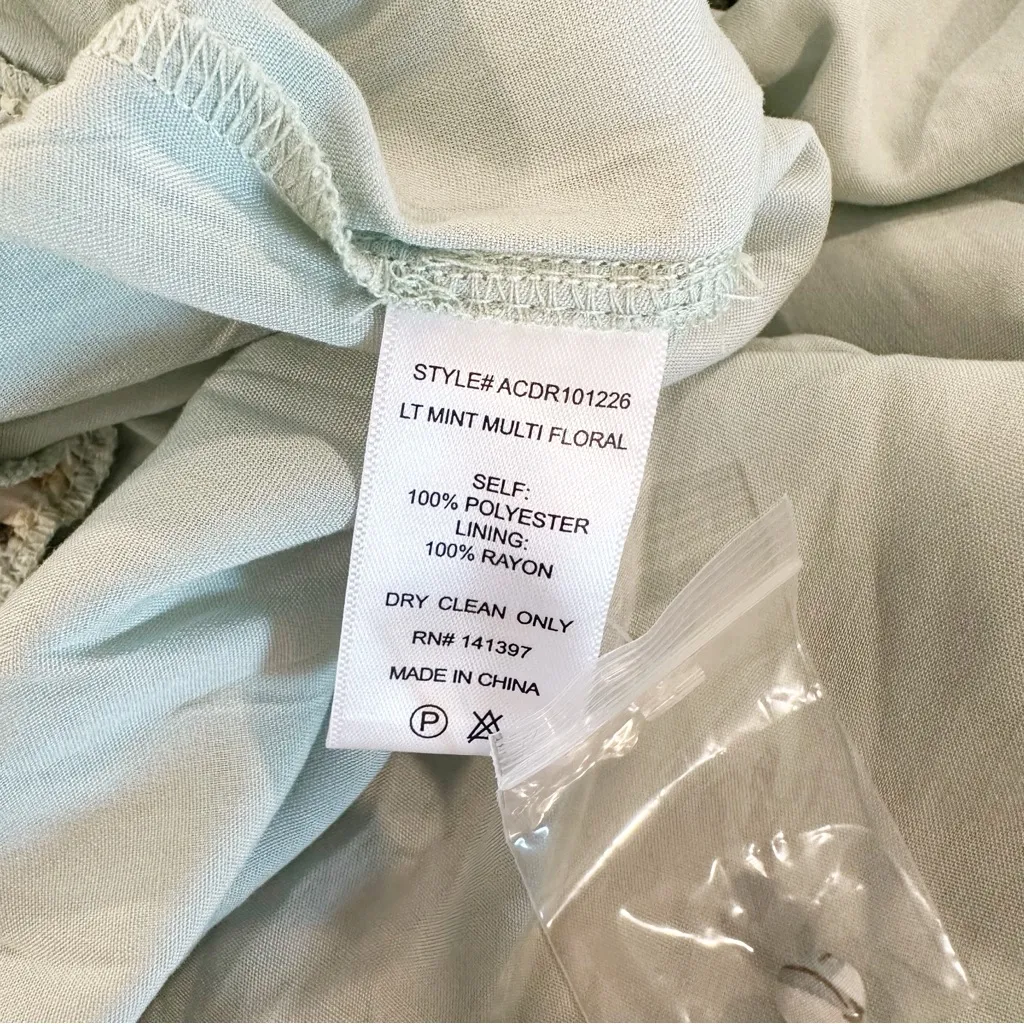 STYLE# ACDR101226
LT MINT MULTI FLORAL
SELF:
100% POLYESTER
LINING:
100% RAYON
DRY CLEAN ONLY
RN# 141397
MADE IN CHINA
P